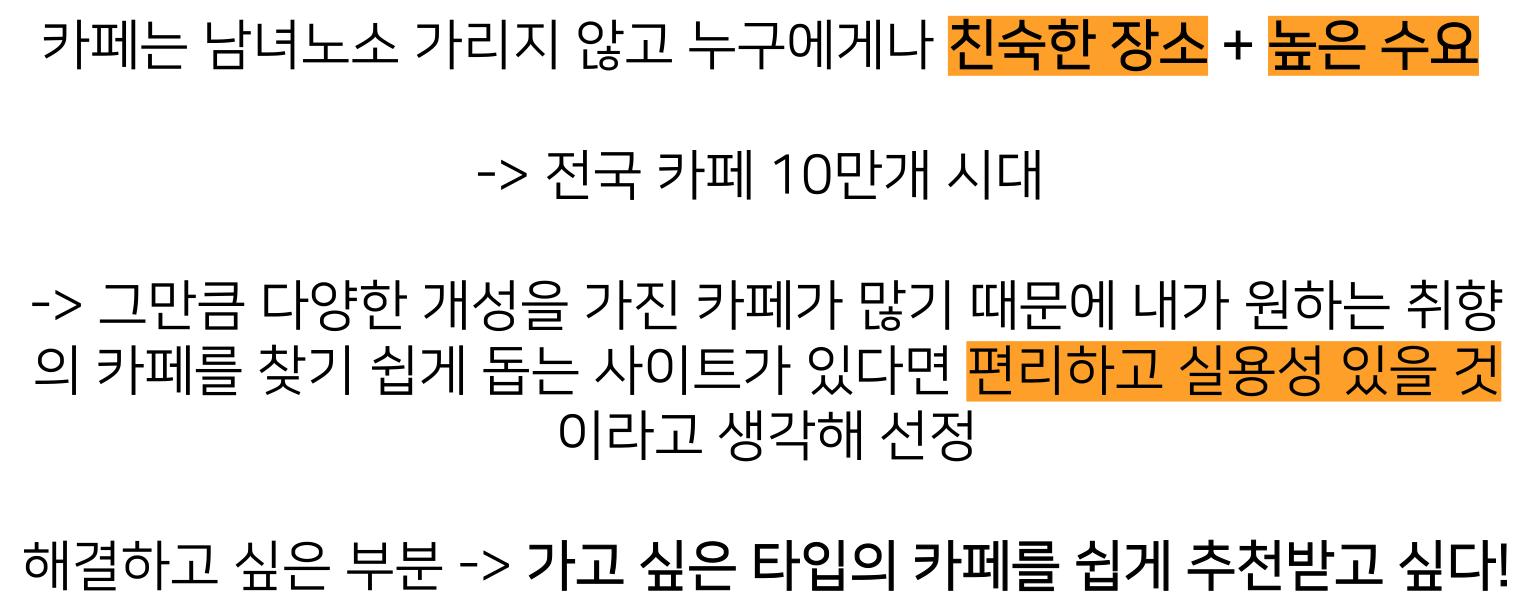 카페는 남녀노소 가리지 않고 누구에게나 친숙한 장소 + 높은 수요
-> 전국 카페 10만개 시대
-> 그만큼 다양한 개성을 가진 카페가 많기 때문에 내가 원하는 취향
의 카페를 찾기 쉽게 돕는 사이트가 있다면 편리하고 실용성 있을 것
이라고 생각해 선정
해결하고 싶은 부분 -> 가고 싶은 타입의 카페를 쉽게 추천받고 싶다!